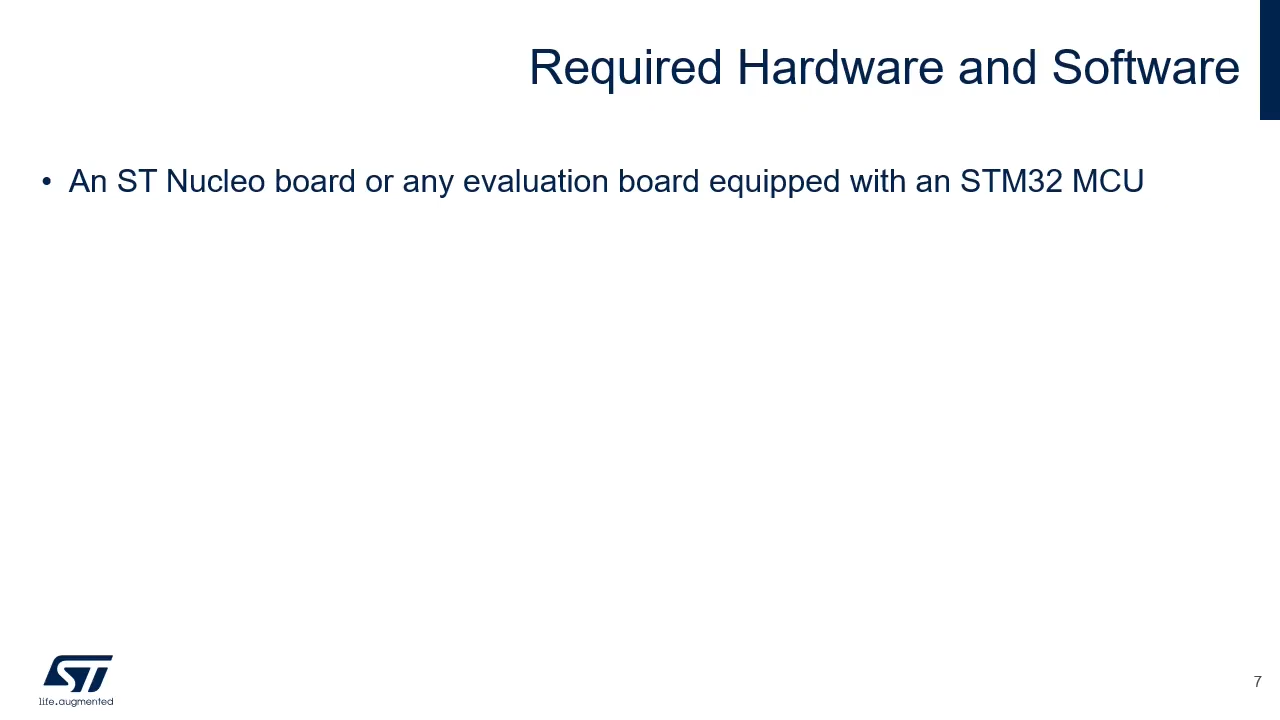 Required Hardware and Software
• An ST Nucleo board or any evaluation board equipped with an STM32 MCU
ST
life.augmented
7